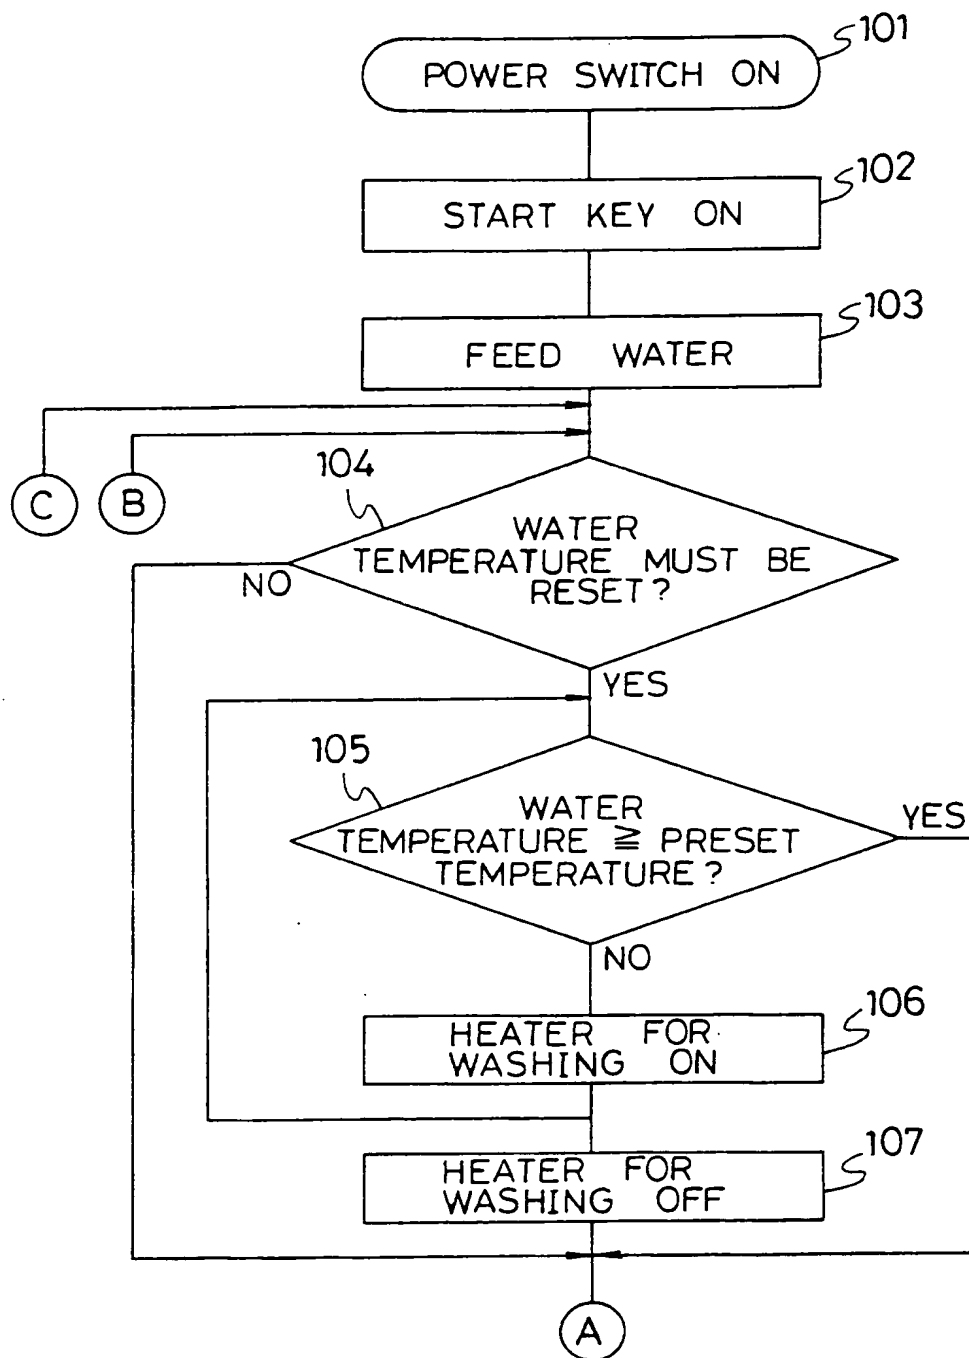 101
POWER SWITCH ON
102
START KEY ON
103
FEED WATER
C
B
104
WATER
TEMPERATURE MUST BE
RESET?
NO
YES
105
WATER
TEMPERATURE ≧ PRESET
TEMPERATURE?
YES
NO
106
HEATER FOR
WASHING ON
107
HEATER FOR
WASHING OFF
A